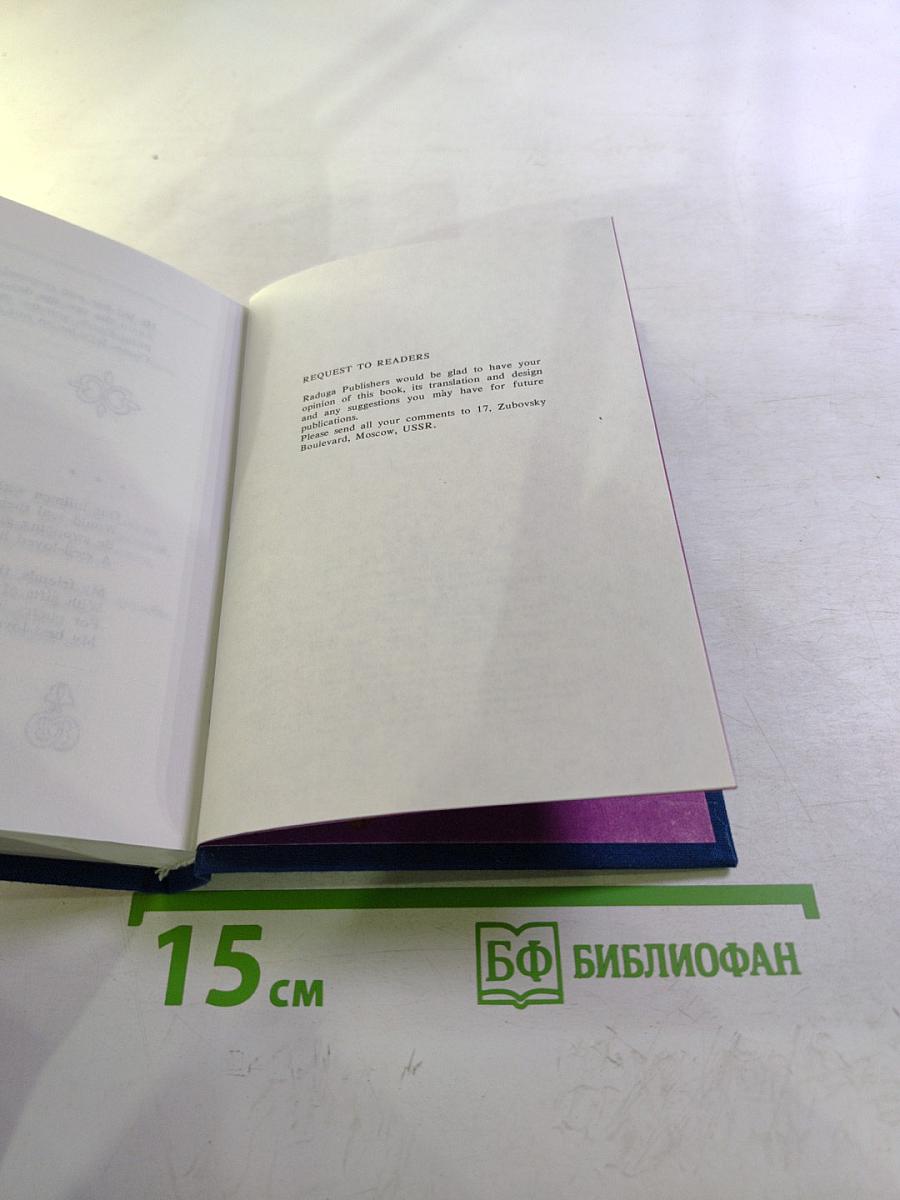 REQUEST TO READERS
Raduga Publishers would be glad to have your
opinion of this book, its translation and design
and any suggestions you may have for future
publications.
Please send all your comments to 17, Zubovsky
Boulevard, Moscow, USSR.
15 см
БФ БИБЛИОФАН